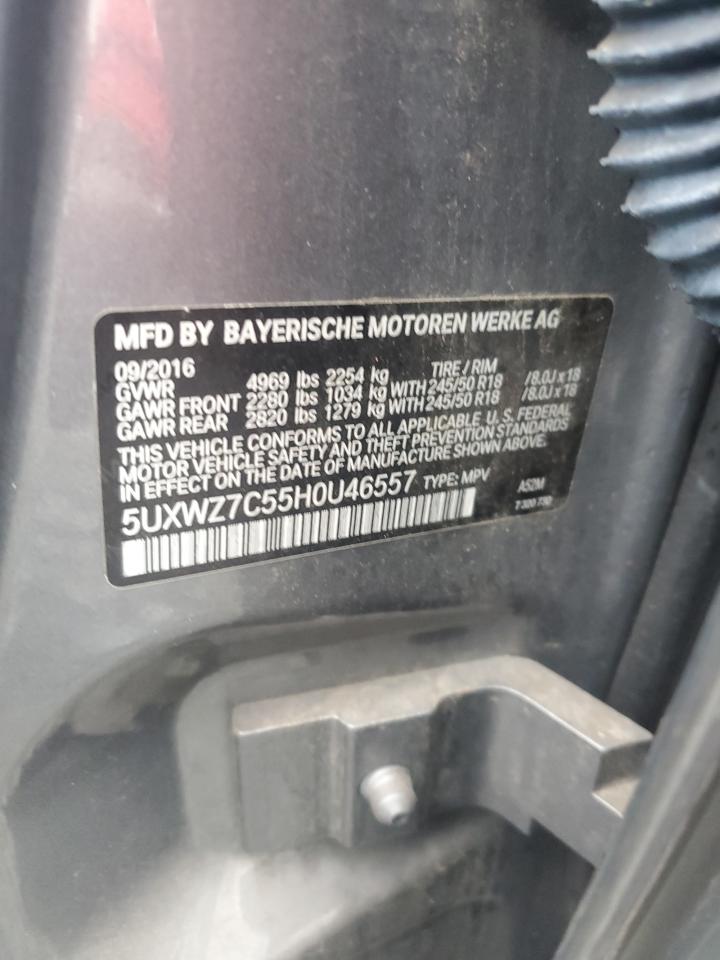 MFD BY BAYERISCHE MOTOREN WERKE AG
09/2016 TIRE / RIM
GVWR 4969 lbs 2254 kg
GAWR FRONT 2280 lbs 1034 kg WITH 245/50 R18 /8.0J x 18
GAWR REAR 2820 lbs 1279 kg WITH 245/50 R18 /8.0J x 18
THIS VEHICLE CONFORMS TO ALL APPLICABLE U.S. FEDERAL
MOTOR VEHICLE SAFETY AND THEFT PREVENTION STANDARDS
IN EFFECT ON THE DATE OF MANUFACTURE SHOWN ABOVE.
5UXWZ7C55H0U46557 TYPE: MPV A52M
7 320 730